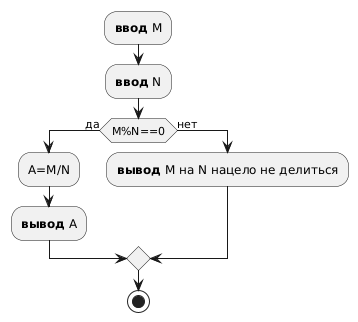 ввод M
ввод N
да
M%N==0
нет
A=M/N
вывод M на N нацело не делиться
вывод A